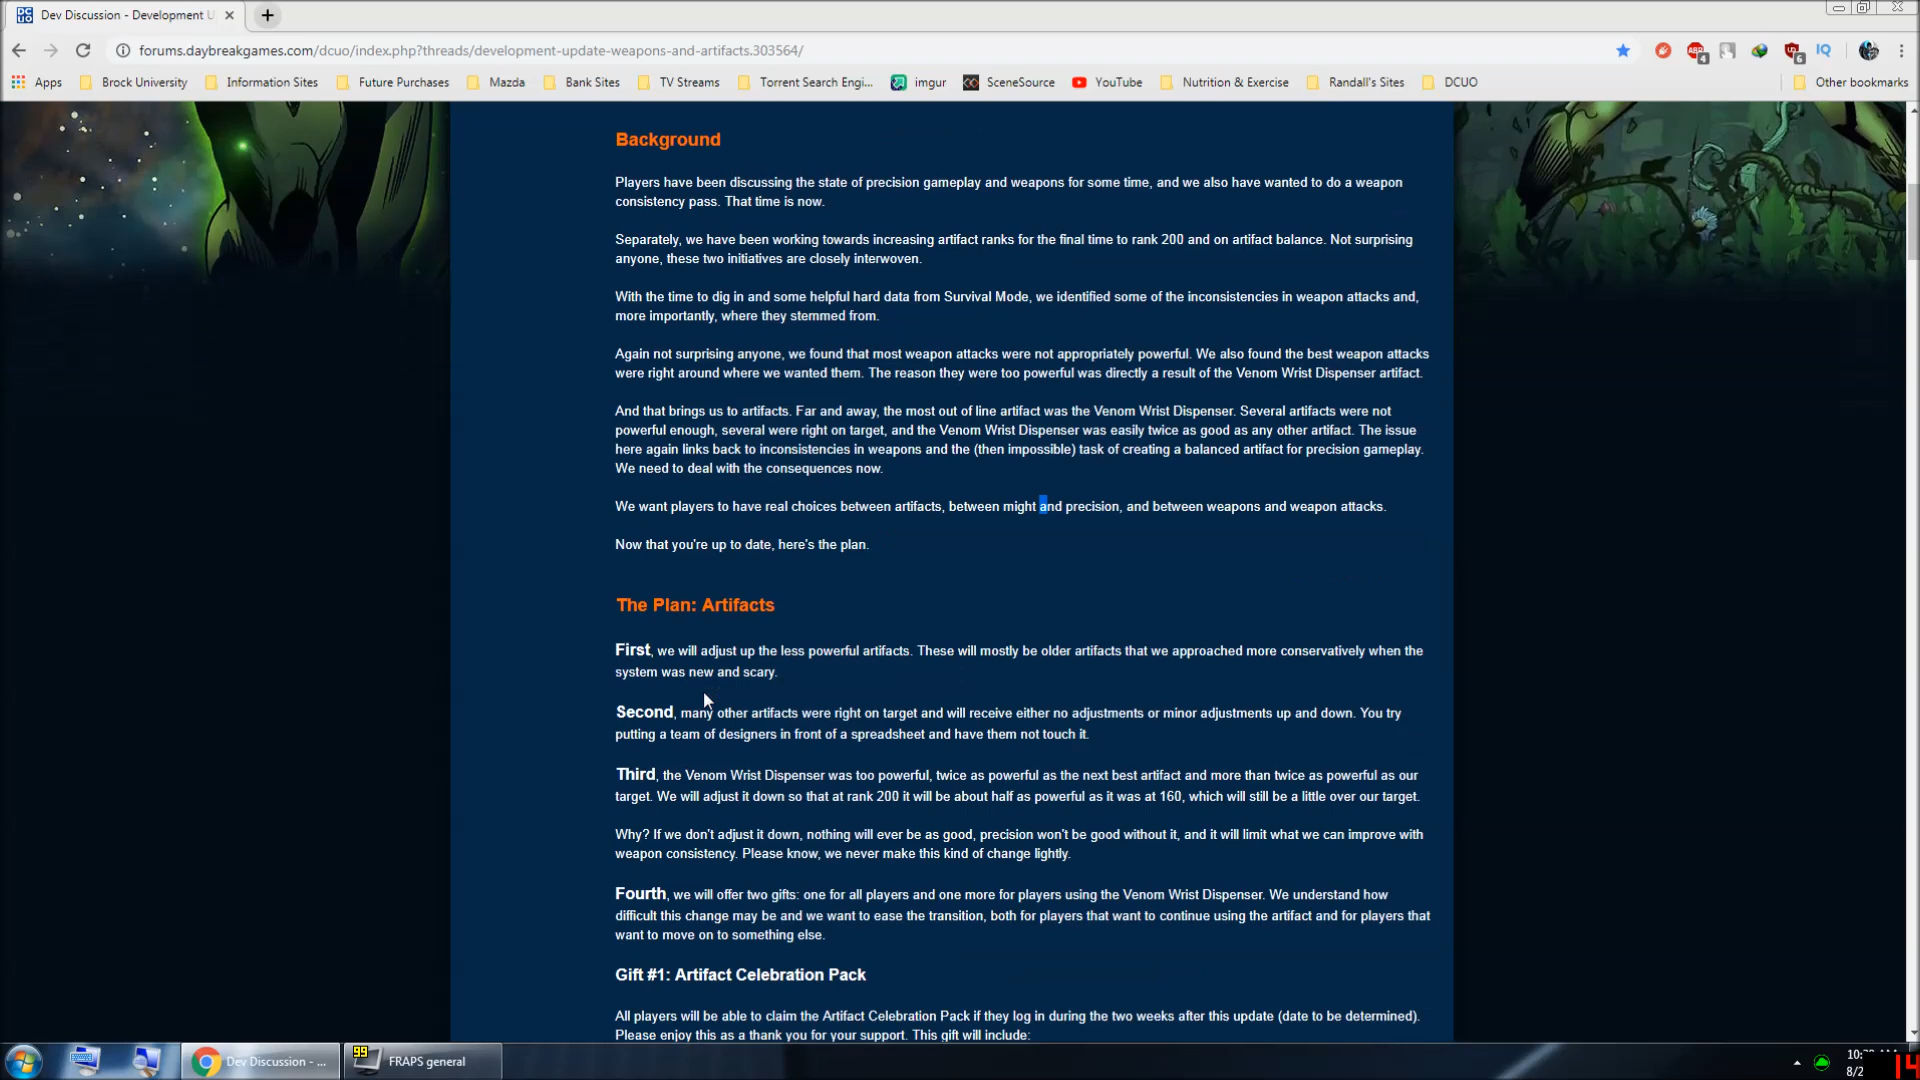 Dev Discussion - Development U
forums.daybreakgames.com/dcuo/index.php?threads/development-update-weapons-and-artifacts.303564/
4
6
IQ
Apps Brock University Information Sites Future Purchases Mazda Bank Sites TV Streams Torrent Search Engi... imgur SceneSource YouTube Nutrition & Exercise Randall's Sites DCUO Other bookmarks
Background
Players have been discussing the state of precision gameplay and weapons for some time, and we also have wanted to do a weapon
consistency pass. That time is now.
Separately, we have been working towards increasing artifact ranks for the final time to rank 200 and on artifact balance. Not surprising
anyone, these two initiatives are closely interwoven.
With the time to dig in and some helpful hard data from Survival Mode, we identified some of the inconsistencies in weapon attacks and,
more importantly, where they stemmed from.
Again not surprising anyone, we found that most weapon attacks were not appropriately powerful. We also found the best weapon attacks
were right around where we wanted them. The reason they were too powerful was directly a result of the Venom Wrist Dispenser artifact.
And that brings us to artifacts. Far and away, the most out of line artifact was the Venom Wrist Dispenser. Several artifacts were not
powerful enough, several were right on target, and the Venom Wrist Dispenser was easily twice as good as any other artifact. The issue
here again links back to inconsistencies in weapons and the (then impossible) task of creating a balanced artifact for precision gameplay.
We need to deal with the consequences now.
We want players to have real choices between artifacts, between might and precision, and between weapons and weapon attacks.
Now that you're up to date, here's the plan.
The Plan: Artifacts
First, we will adjust up the less powerful artifacts. These will mostly be older artifacts that we approached more conservatively when the
system was new and scary.
Second, many other artifacts were right on target and will receive either no adjustments or minor adjustments up and down. You try
putting a team of designers in front of a spreadsheet and have them not touch it.
Third, the Venom Wrist Dispenser was too powerful, twice as powerful as the next best artifact and more than twice as powerful as our
target. We will adjust it down so that at rank 200 it will be about half as powerful as it was at 160, which will still be a little over our target.
Why? If we don't adjust it down, nothing will ever be as good, precision won't be good without it, and it will limit what we can improve with
weapon consistency. Please know, we never make this kind of change lightly.
Fourth, we will offer two gifts: one for all players and one more for players using the Venom Wrist Dispenser. We understand how
difficult this change may be and we want to ease the transition, both for players that want to continue using the artifact and for players that
want to move on to something else.
Gift #1: Artifact Celebration Pack
All players will be able to claim the Artifact Celebration Pack if they log in during the two weeks after this update (date to be determined).
Please enjoy this as a thank you for your support. This gift will include:
Dev Discussion - ...
99
FRAPS general
8/2
14